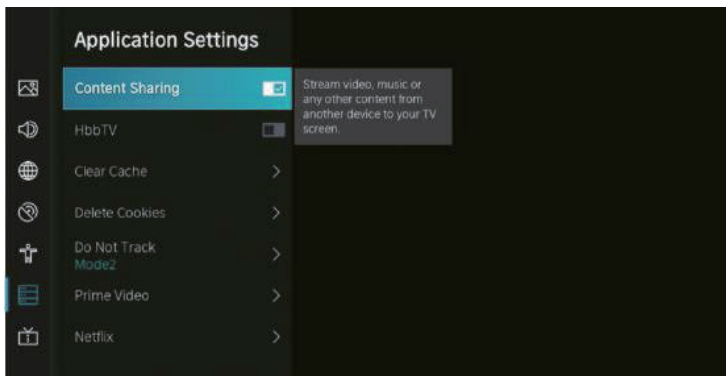 Application Settings
Content Sharing
Stream video, music or
any other content from
another device to your TV
screen.
HbbTV
Clear Cache
Delete Cookies
Do Not Track
Mode2
Prime Video
Netflix